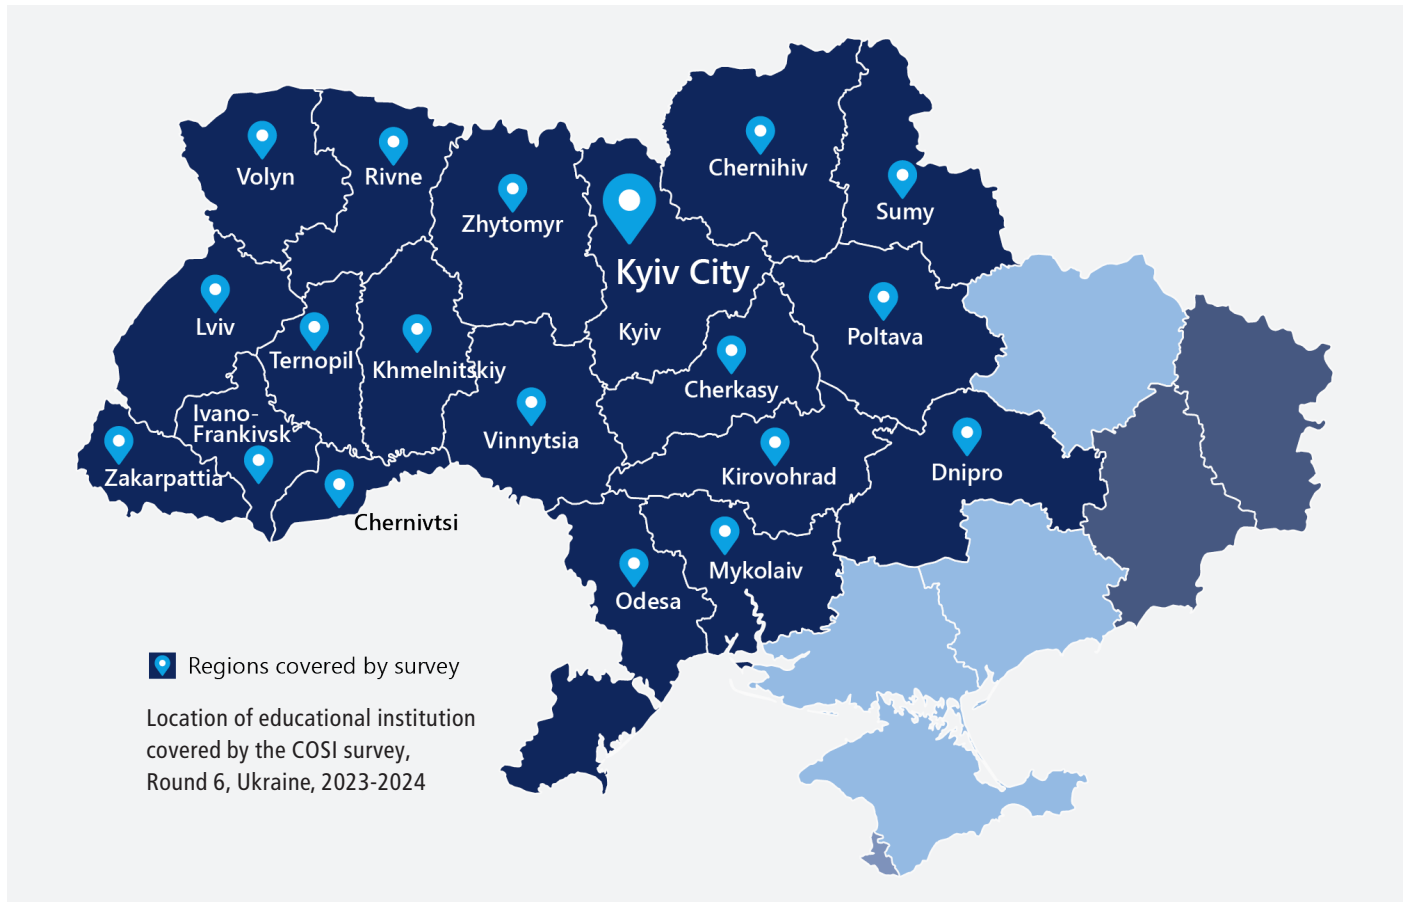 Volyn
Rivne
Zhytomyr
Chernihiv
Sumy
Kyiv City
Kyiv
Lviv
Ternopil
Khmelnitskiy
Cherkasy
Poltava
Ivano-
Frankivsk
Vinnytsia
Kirovohrad
Dnipro
Zakarpattia
Chernivtsi
Odesa
Mykolaiv
Regions covered by survey
Location of educational institution
covered by the COSI survey,
Round 6, Ukraine, 2023-2024